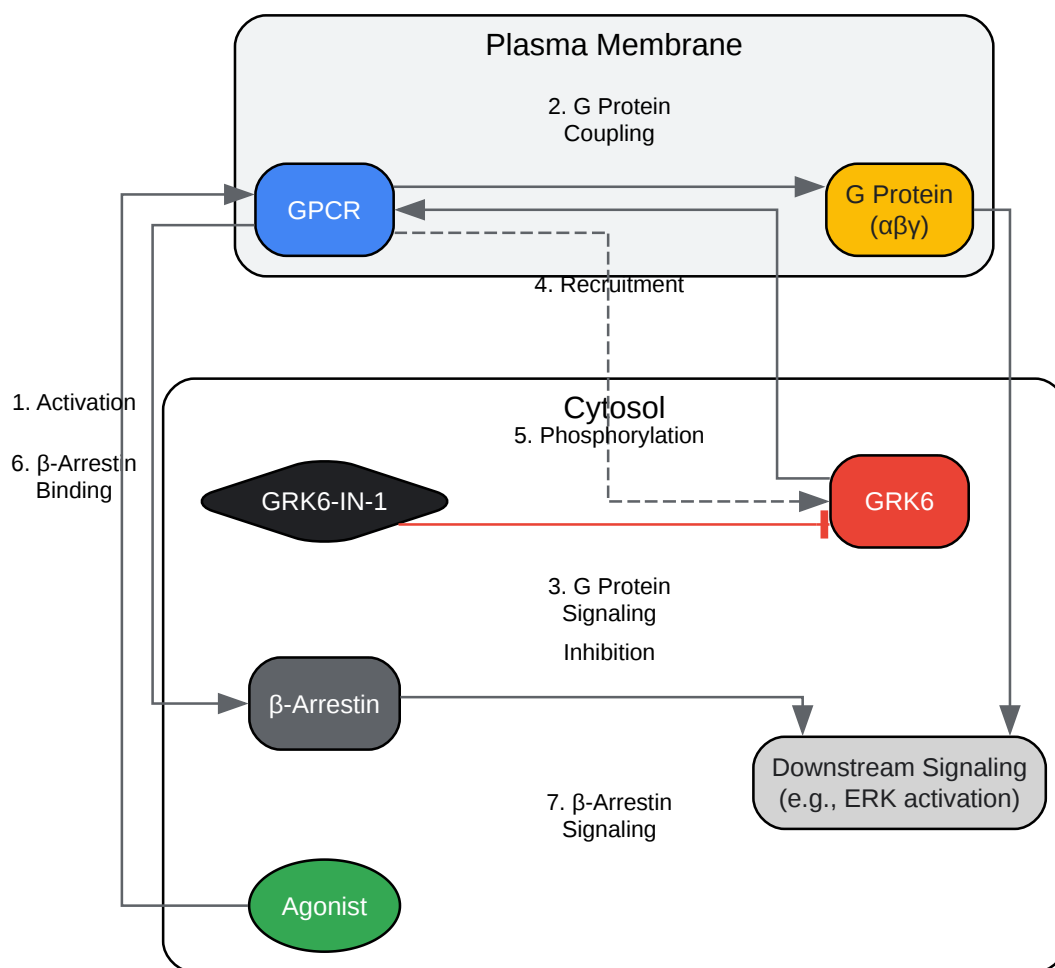 Plasma Membrane
2. G Protein
Coupling
GPCR
G Protein
(αβγ)
4. Recruitment
1. Activation
Cytosol
5. Phosphorylation
6. β-Arrestin
Binding
GRK6-IN-1
GRK6
3. G Protein
Signaling
Inhibition
β-Arrestin
Downstream Signaling
(e.g., ERK activation)
7. β-Arrestin
Signaling
Agonist